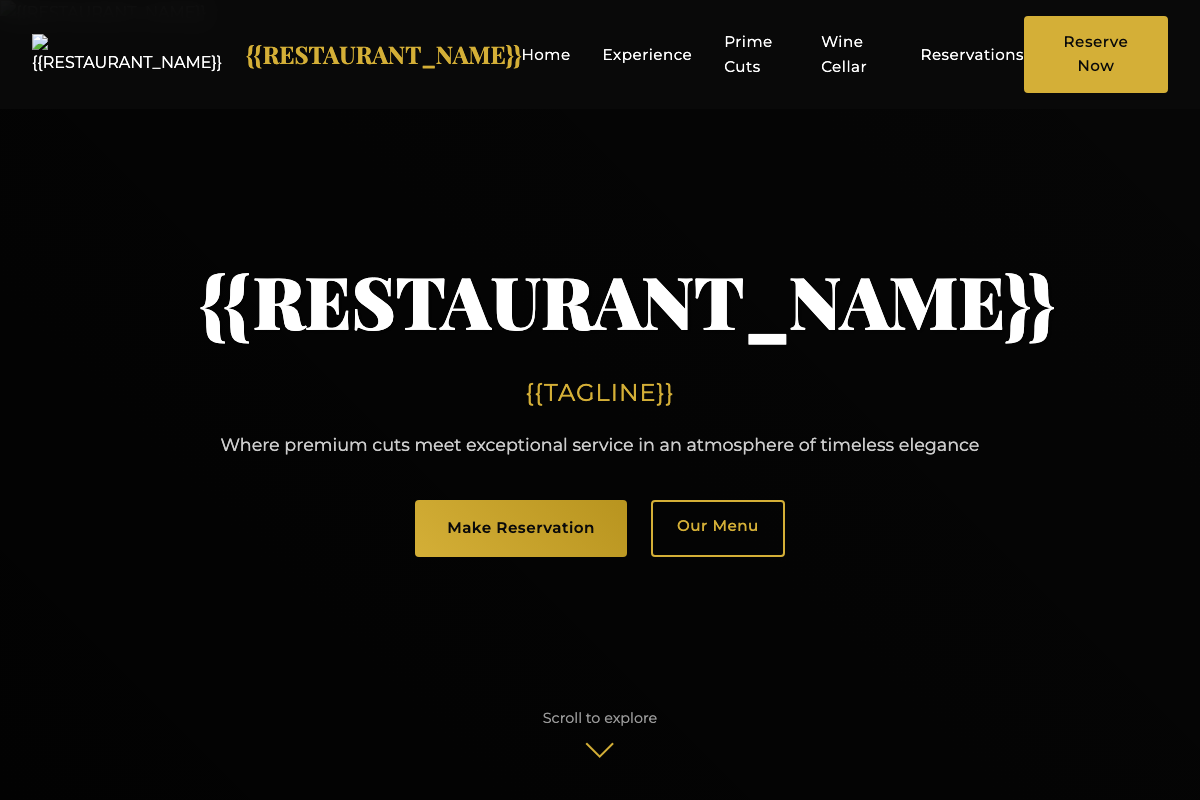 {{RESTAURANT_NAME}}
{{RESTAURANT_NAME}}
Home
Experience
Prime
Cuts
Wine
Cellar
Reservations
Reserve
Now
{{RESTAURANT_NAME}}
{{TAGLINE}}
Where premium cuts meet exceptional service in an atmosphere of timeless elegance
Make Reservation
Our Menu
Scroll to explore